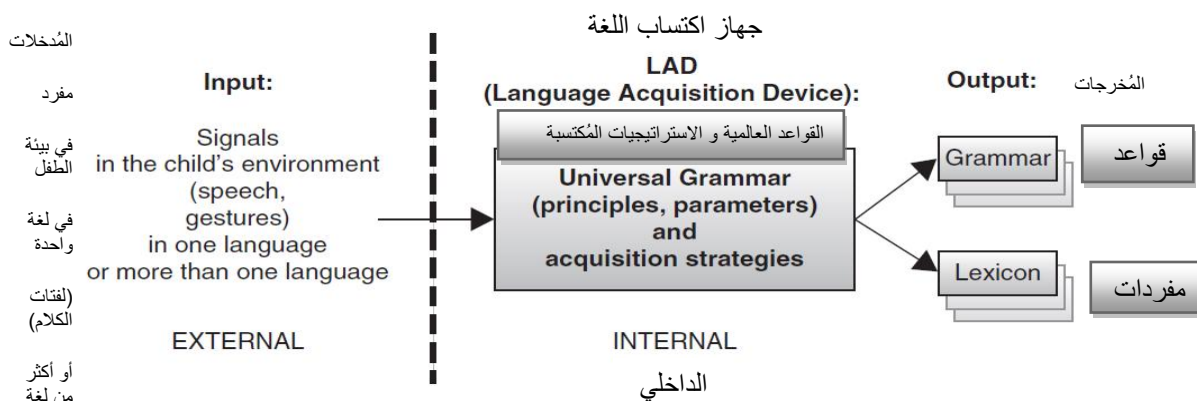 المُدخلات
مفرد
في بيئة
الطفل
في لغة
واحدة
(لفتات
الكلام)
أو أكثر
من لغة
Input:
Signals
in the child's environment
(speech,
gestures)
in one language
or more than one language
EXTERNAL
جهاز اكتساب اللغة
LAD
(Language Acquisition Device):
القواعد العالمية و الاستراتيجيات المُكتسبة
Universal Grammar
(principles, parameters)
and
acquisition strategies
INTERNAL
الداخلي
Output:
المُخرجات
Grammar
قواعد
Lexicon
مفردات